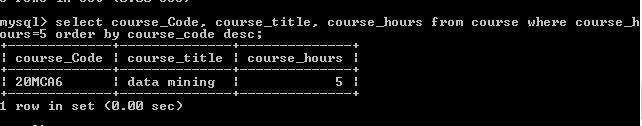 mysql> select course_Code, course_title, course_hours from course where course_h
ours=5 order by course_code desc;
+-------------+--------------+--------------+
| course_Code | course_title | course_hours |
+-------------+--------------+--------------+
| 20MCA6      | data mining  |            5 |
+-------------+--------------+--------------+
1 row in set (0.00 sec)